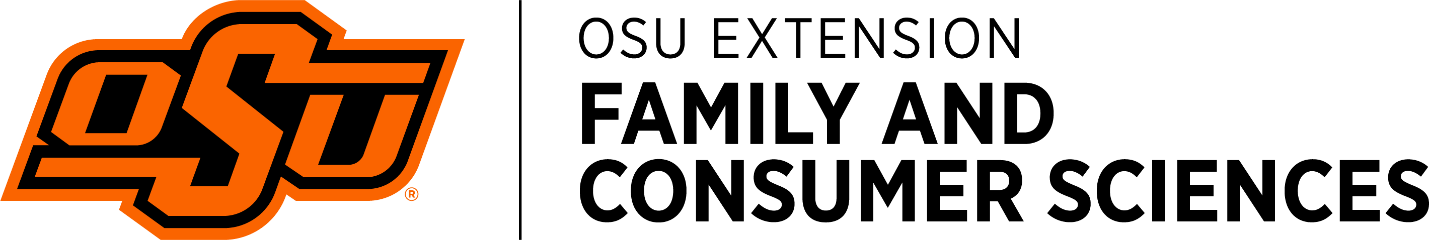 OSU®
OSU EXTENSION
FAMILY AND
CONSUMER SCIENCES